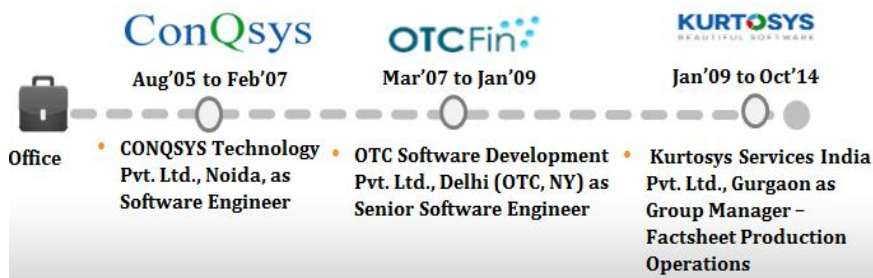 ConQsys
OTCFin
KURTOSYS
BEAUTIFUL SOFTWARE
Aug'05 to Feb'07
Mar'07 to Jan'09
Jan'09 to Oct'14
Office
• CONQSYS Technology
Pvt. Ltd., Noida, as
Software Engineer
• OTC Software Development
Pvt. Ltd., Delhi (OTC, NY) as
Senior Software Engineer
• Kurtosys Services India
Pvt. Ltd., Gurgaon as
Group Manager –
Factsheet Production
Operations